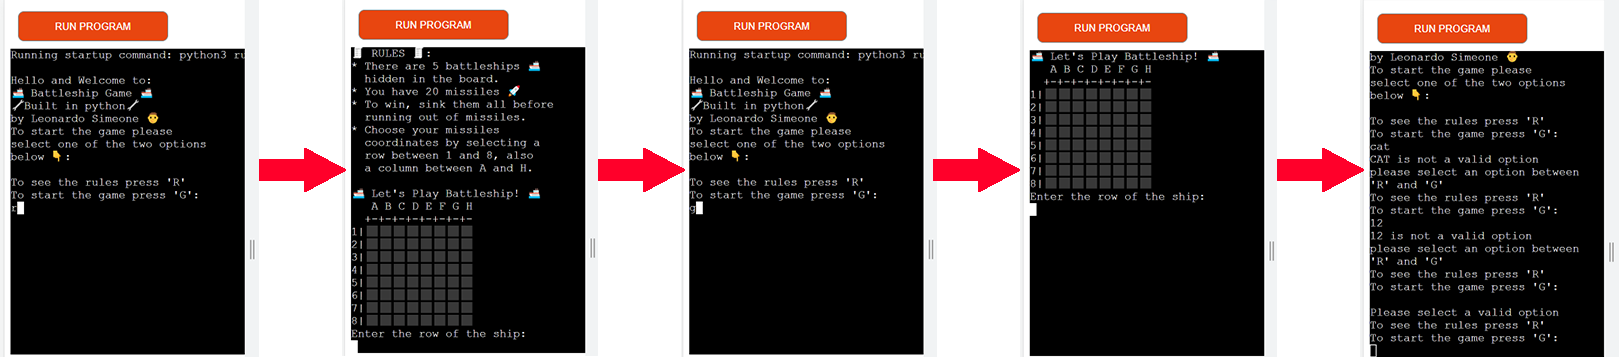 RUN PROGRAM
Running startup command: python3 ru
Hello and Welcome to:
🚢 Battleship Game 🚢
🦯Built in python🦯
by Leonardo Simeone 👨
To start the game please
select one of the two options
below 👇:
To see the rules press 'R'
To start the game press 'G':
r
RUN PROGRAM
RULES :
* There are 5 battleships
hidden in the board.
* You have 20 missiles 🚀
* To win, sink them all before
running out of missiles.
* Choose your missiles
coordinates by selecting a
row between 1 and 8, also
a column between A and H.
🚢 Let's Play Battleship! 🚢
A B C D E F G H
+-+-+-+-+-+-+-+-
1|
2|
3|
4|
5|
6|
7|
8|
Enter the row of the ship:
RUN PROGRAM
Running startup command: python3 ru
Hello and Welcome to:
🚢 Battleship Game 🚢
🦯Built in python🦯
by Leonardo Simeone 👨
To start the game please
select one of the two options
below 👇:
To see the rules press 'R'
To start the game press 'G':
g
RUN PROGRAM
🚢 Let's Play Battleship! 🚢
A B C D E F G H
+-+-+-+-+-+-+-+-
1|
2|
3|
4|
5|
6|
7|
8|
Enter the row of the ship:
RUN PROGRAM
by Leonardo Simeone 👨
To start the game please
select one of the two options
below 👇:
To see the rules press 'R'
To start the game press 'G':
cat
CAT is not a valid option
please select an option between
'R' and 'G'
To see the rules press 'R'
To start the game press 'G':
12
12 is not a valid option
please select an option between
'R' and 'G'
To see the rules press 'R'
To start the game press 'G':
Please select a valid option
To see the rules press 'R'
To start the game press 'G':